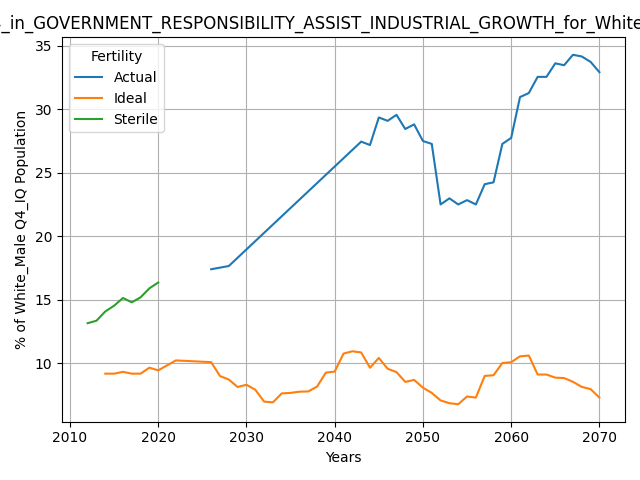 _in_GOVERNMENT_RESPONSIBILITY_ASSIST_INDUSTRIAL_GROWTH_for_White
Fertility
Actual
Ideal
Sterile
% of White_Male Q4_IQ Population
35
30
25
20
15
10
2010 2020 2030 2040 2050 2060 2070
Years